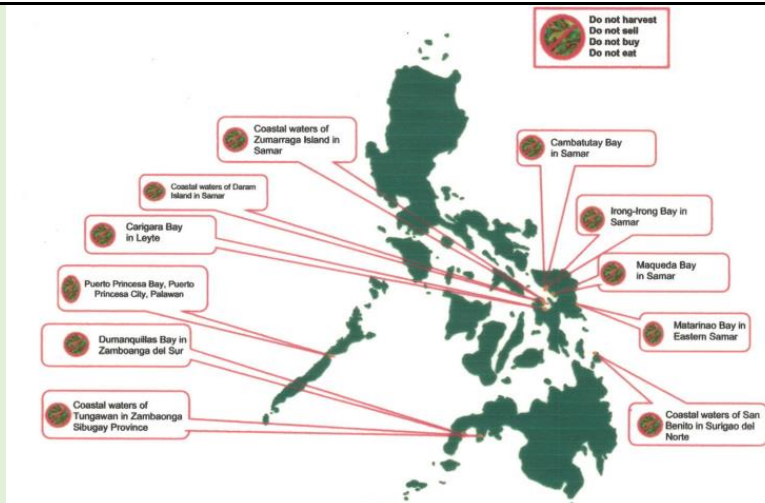 Do not harvest
Do not sell
Do not buy
Do not eat
Coastal waters of
Zumarraga Island in
Samar
Cambatutay Bay
in Samar
Coastal waters of Daram
Island in Samar
Irong-Irong Bay in
Samar
Carigara Bay
in Leyte
Maqueda Bay
in Samar
Puerto Princesa Bay, Puerto
Princesa City, Palawan
Matarinao Bay in
Eastern Samar
Dumanquillas Bay in
Zamboanga del Sur
Coastal waters of
Tungawan in Zambaonga
Sibugay Province
Coastal waters of San
Benito in Surigao del
Norte